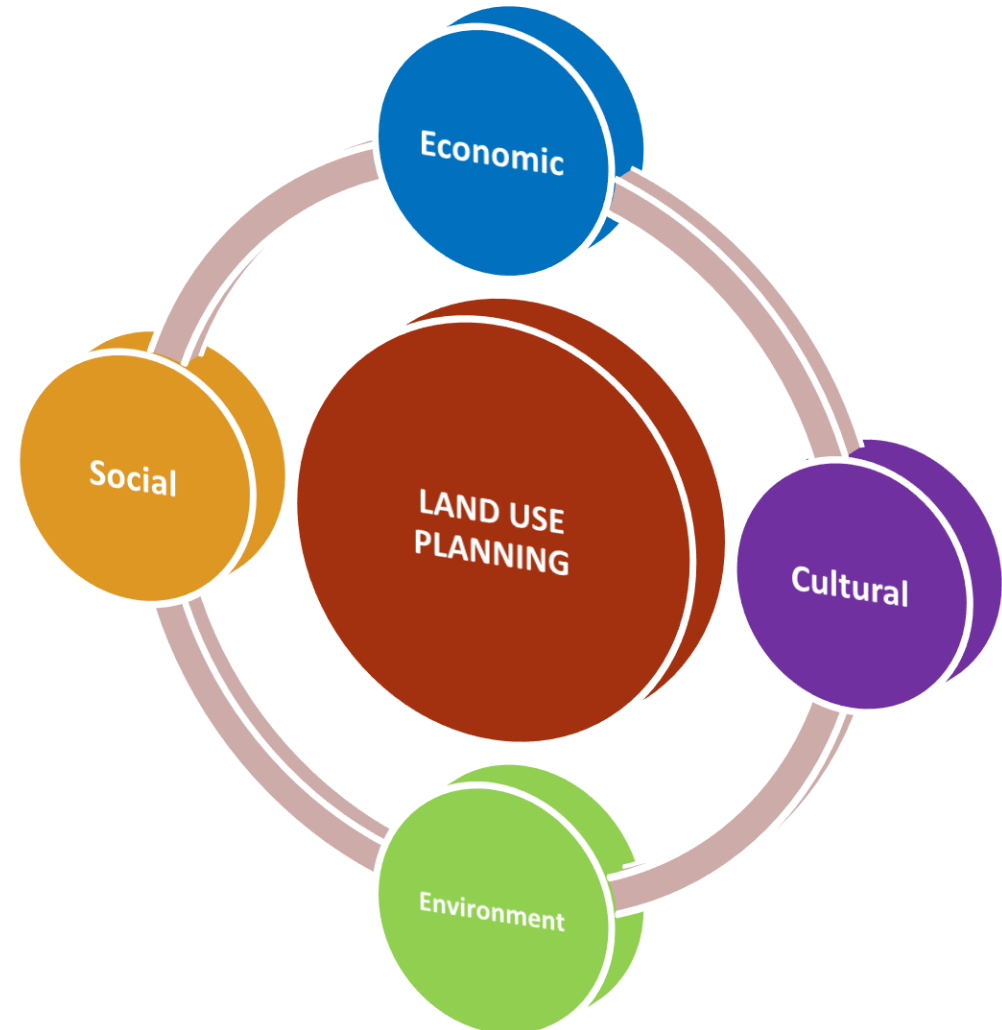 Economic
Social
LAND USE
PLANNING
Cultural
Environment